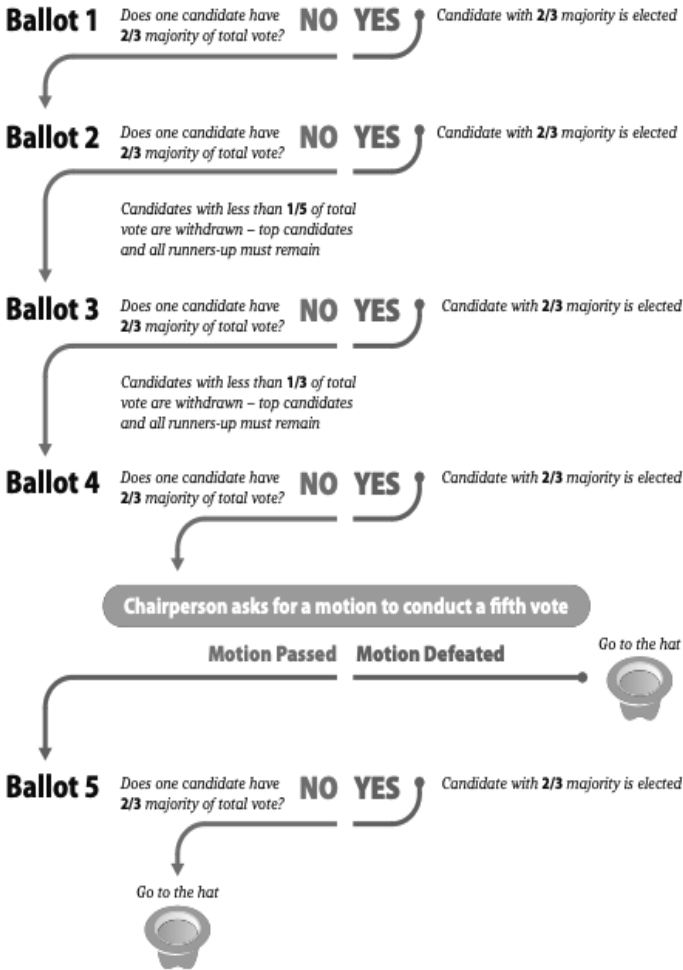 Ballot 1 Does one candidate have NO YES Candidate with 2/3 majority is elected
2/3 majority of total vote?
Ballot 2 Does one candidate have NO YES Candidate with 2/3 majority is elected
2/3 majority of total vote?
Candidates with less than 1/5 of total
vote are withdrawn – top candidates
and all runners-up must remain
Ballot 3 Does one candidate have NO YES Candidate with 2/3 majority is elected
2/3 majority of total vote?
Candidates with less than 1/3 of total
vote are withdrawn – top candidates
and all runners-up must remain
Ballot 4 Does one candidate have NO YES Candidate with 2/3 majority is elected
2/3 majority of total vote?
Chairperson asks for a motion to conduct a fifth vote
Motion Passed Motion Defeated Go to the hat
Ballot 5 Does one candidate have NO YES Candidate with 2/3 majority is elected
2/3 majority of total vote?
Go to the hat